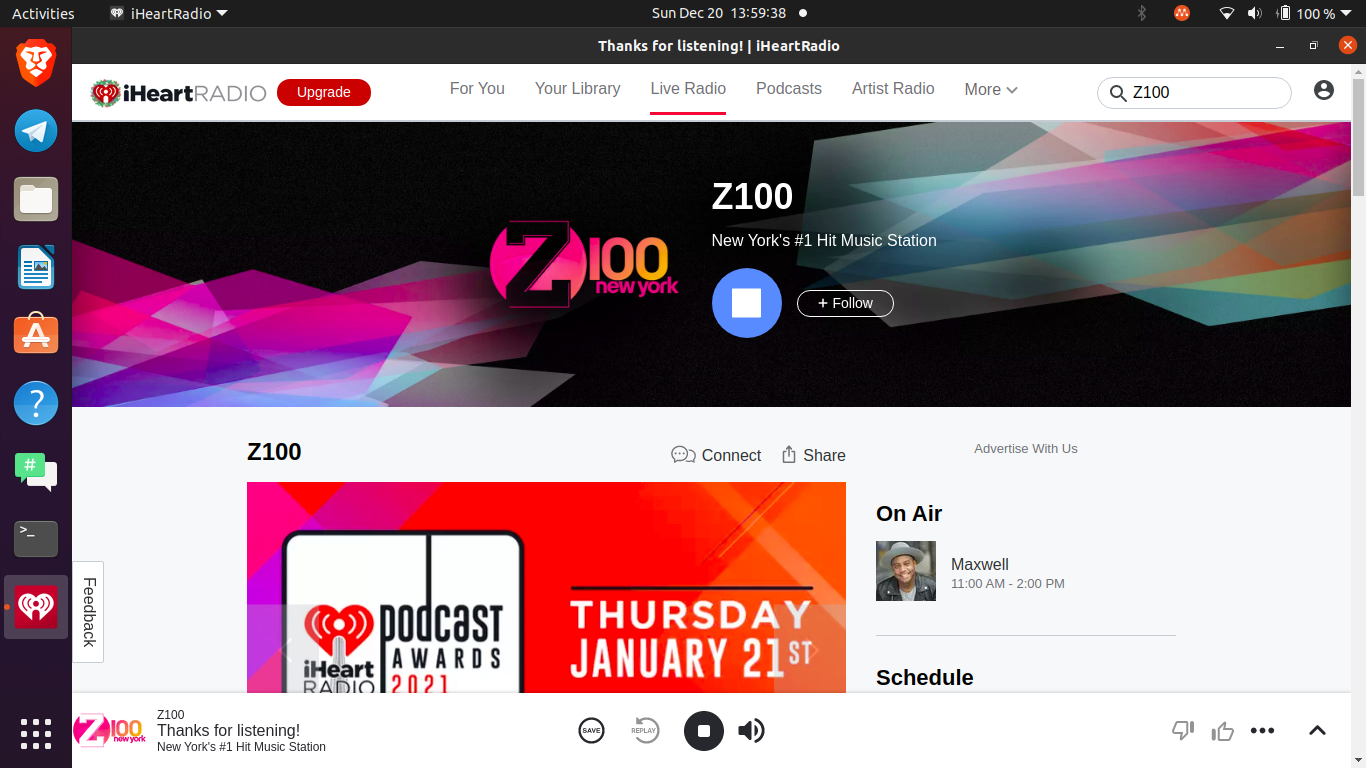 Activities
iHeartRadio
Sun Dec 20 13:59:38
100 %
Thanks for listening! | iHeartRadio
iHeartRADIO
Upgrade
For You
Your Library
Live Radio
Podcasts
Artist Radio
More
Z100
Z100
New York's #1 Hit Music Station
Z100
new york
+ Follow
Z100
Connect
Share
Advertise With Us
On Air
Maxwell
11:00 AM - 2:00 PM
Schedule
iHeart
RADIO
PODCAST
AWARDS
2021
THURSDAY
JANUARY 21ST
Feedback
Z100
new york
Z100
Thanks for listening!
New York's #1 Hit Music Station
SAVE
REPLAY